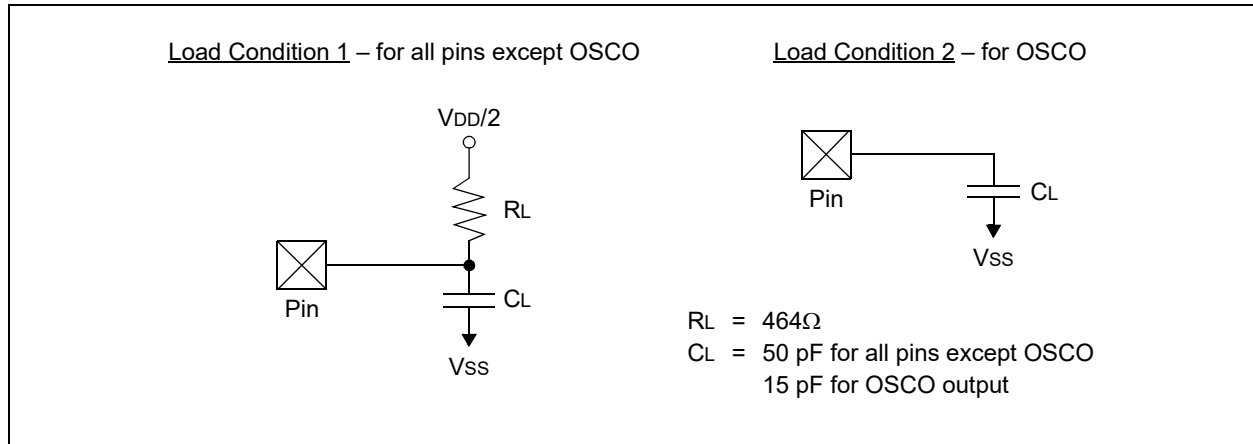 Load Condition 1 – for all pins except OSCO
VDD/2
RL
Pin
CL
VSS
Load Condition 2 – for OSCO
Pin
CL
VSS
RL = 464Ω
CL = 50 pF for all pins except OSCO
15 pF for OSCO output